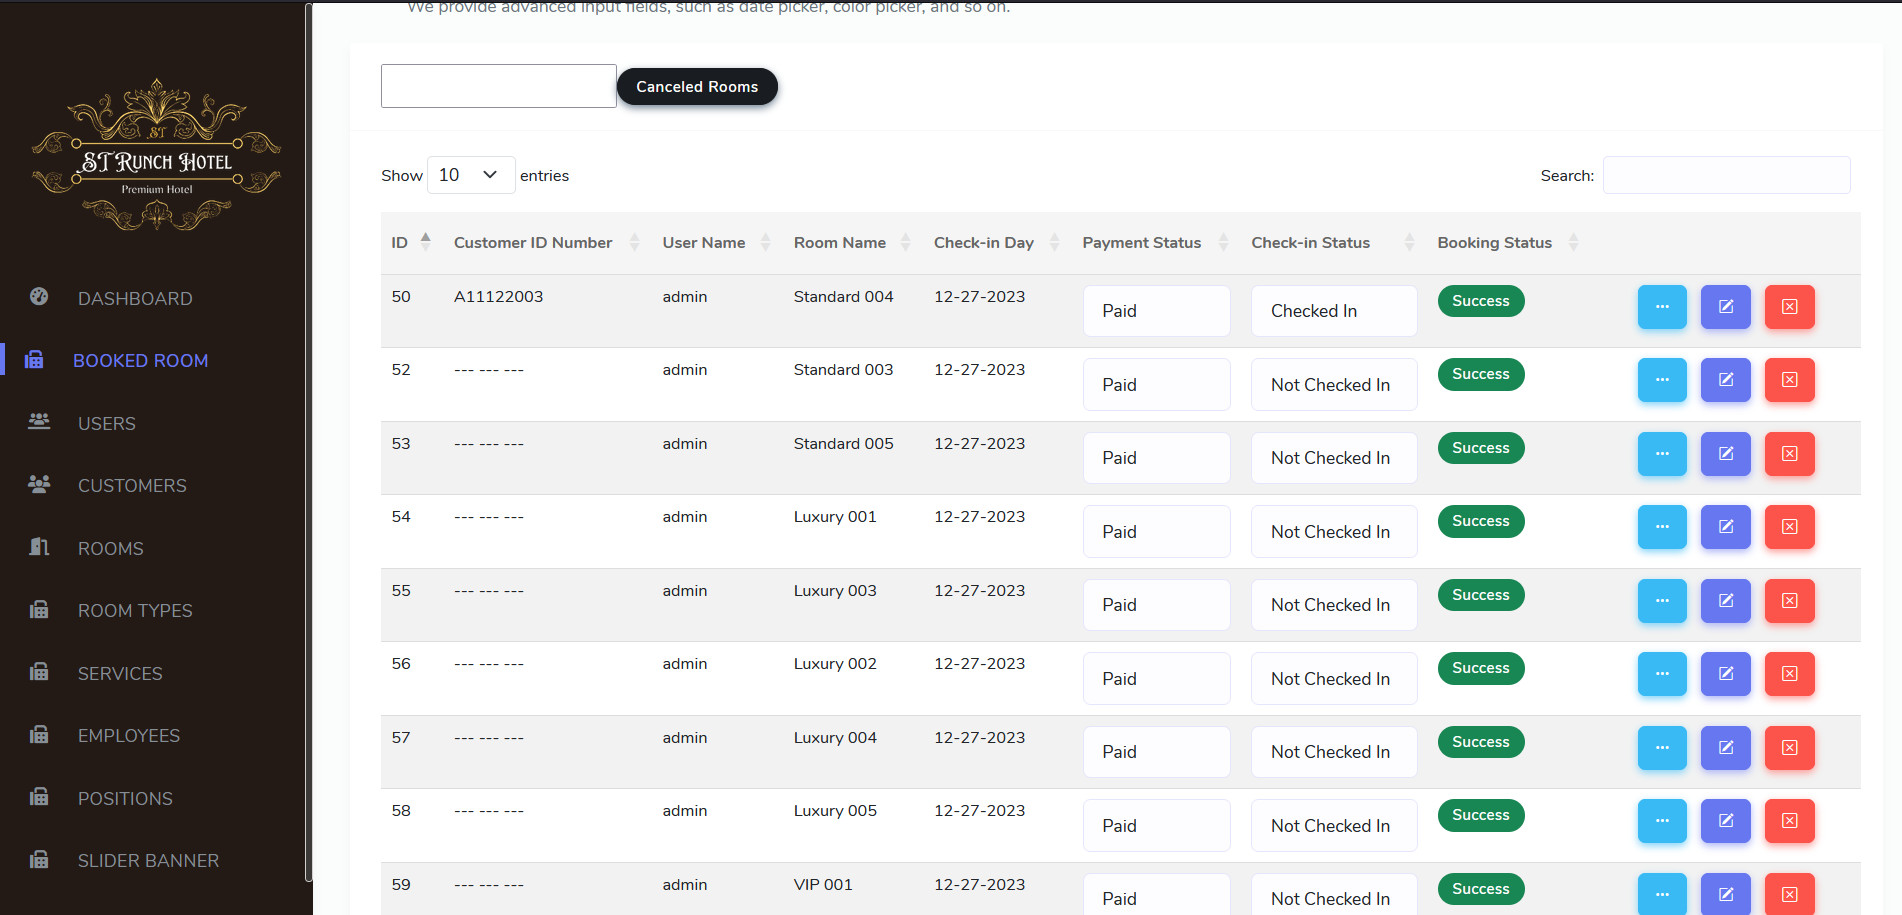 We provide advanced input fields, such as date picker, color picker, and so on.
ST
ST RUNCH HOTEL
Premium Hotel
DASHBOARD
BOOKED ROOM
USERS
CUSTOMERS
ROOMS
ROOM TYPES
SERVICES
EMPLOYEES
POSITIONS
SLIDER BANNER
Canceled Rooms
Show 10 entries Search:
ID Customer ID Number User Name Room Name Check-in Day Payment Status Check-in Status Booking Status
50 A11122003 admin Standard 004 12-27-2023 Paid Checked In Success
52 --- --- --- admin Standard 003 12-27-2023 Paid Not Checked In Success
53 --- --- --- admin Standard 005 12-27-2023 Paid Not Checked In Success
54 --- --- --- admin Luxury 001 12-27-2023 Paid Not Checked In Success
55 --- --- --- admin Luxury 003 12-27-2023 Paid Not Checked In Success
56 --- --- --- admin Luxury 002 12-27-2023 Paid Not Checked In Success
57 --- --- --- admin Luxury 004 12-27-2023 Paid Not Checked In Success
58 --- --- --- admin Luxury 005 12-27-2023 Paid Not Checked In Success
59 --- --- --- admin VIP 001 12-27-2023 Paid Not Checked In Success